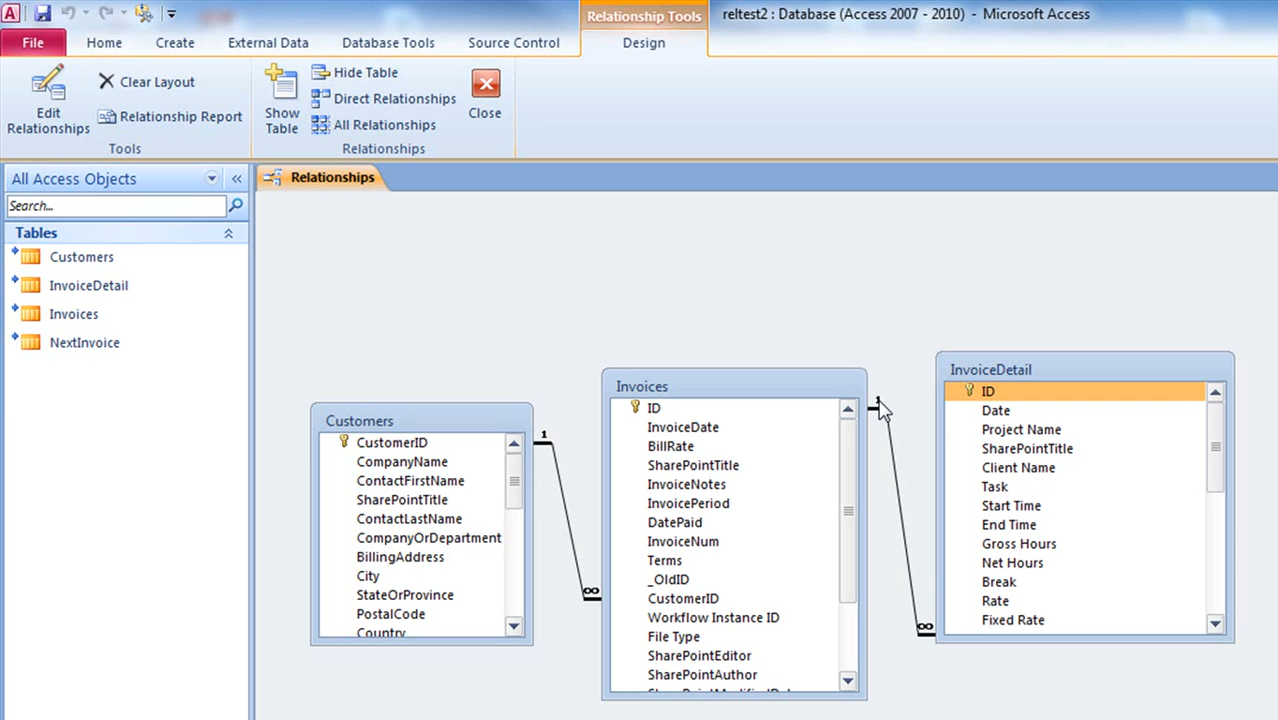 Relationship Tools
reltest2 : Database (Access 2007 - 2010) - Microsoft Access
File
Home
Create
External Data
Database Tools
Source Control
Design
Edit
Relationships
Clear Layout
Relationship Report
Tools
Show
Table
Hide Table
Direct Relationships
All Relationships
Relationships
Close
All Access Objects
Search...
Tables
Customers
InvoiceDetail
Invoices
NextInvoice
Relationships
Customers
CustomerID
CompanyName
ContactFirstName
SharePointTitle
ContactLastName
CompanyOrDepartment
BillingAddress
City
StateOrProvince
PostalCode
Country
1
∞
Invoices
ID
InvoiceDate
BillRate
SharePointTitle
InvoiceNotes
InvoicePeriod
DatePaid
InvoiceNum
Terms
_OldID
CustomerID
Workflow Instance ID
File Type
SharePointEditor
SharePointAuthor
1
∞
InvoiceDetail
ID
Date
Project Name
SharePointTitle
Client Name
Task
Start Time
End Time
Gross Hours
Net Hours
Break
Rate
Fixed Rate